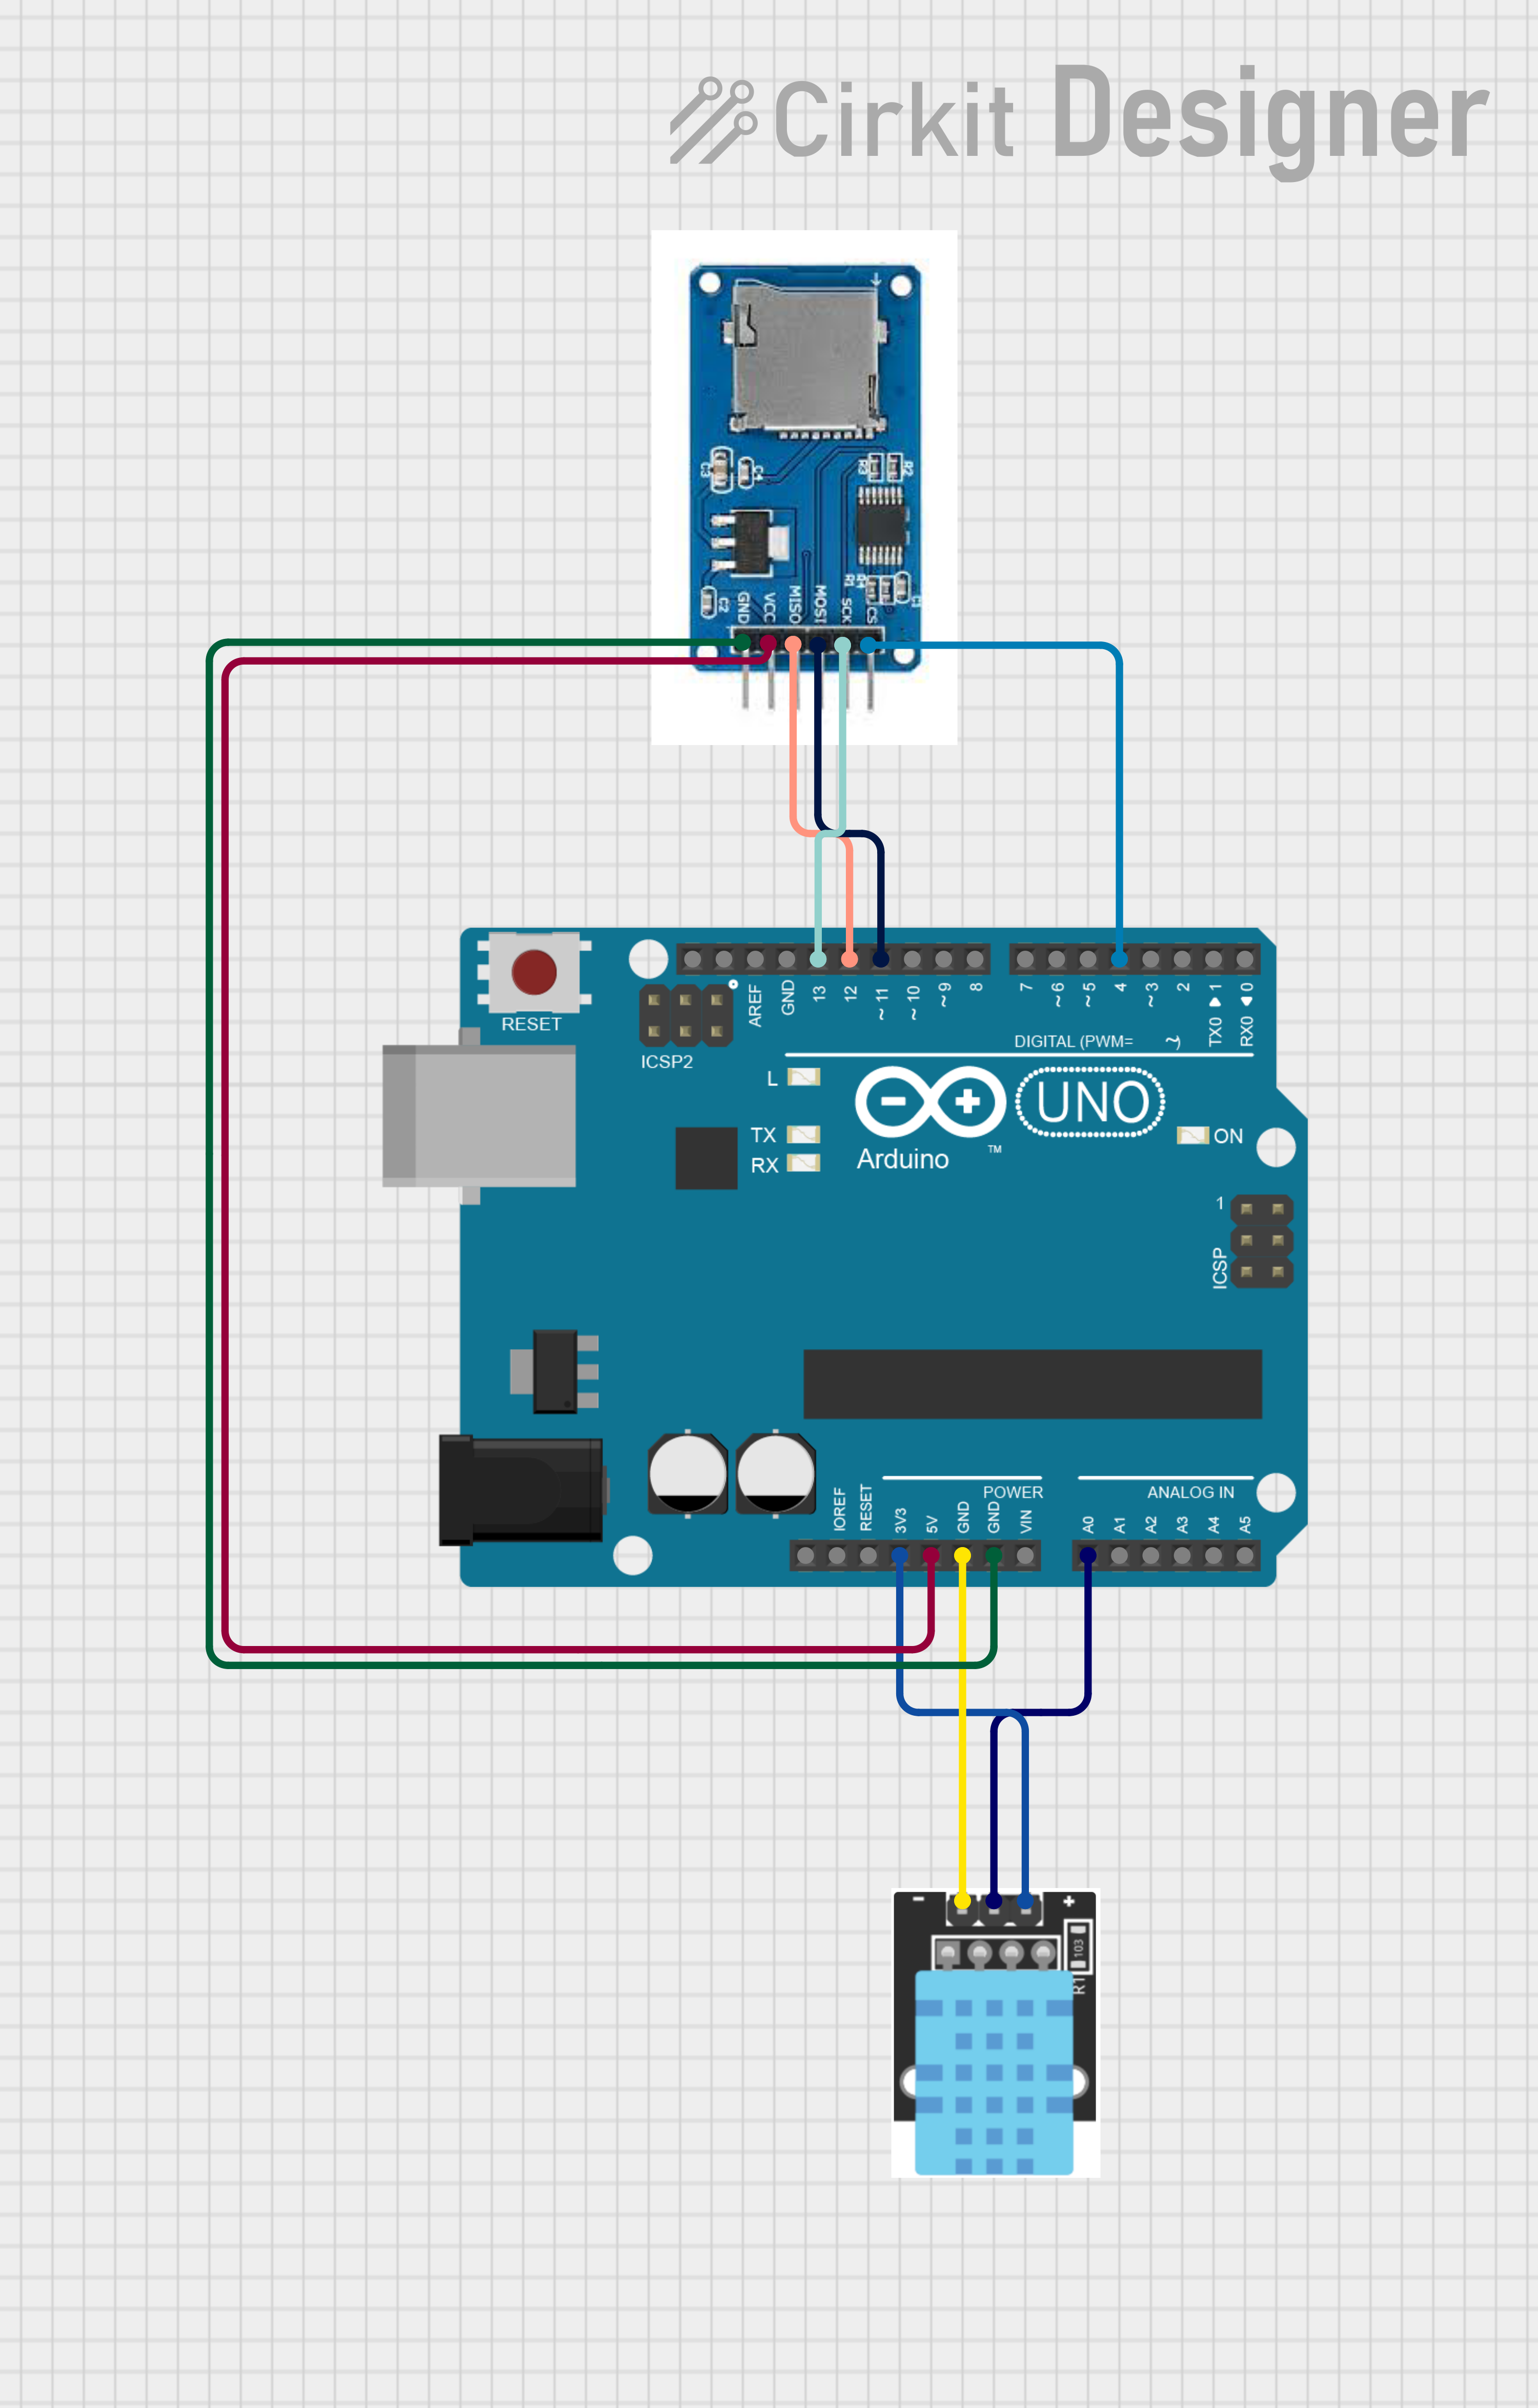 Cirkit Designer
C3
C4
R3
R2
R1
R4
C1
C2
GND
VCC
MISO
MOSI
SCK
CS
RESET
ICSP2
AREF
GND
13
12
~ 11
~ 10
~ 9
8
7
~ 6
~ 5
4
~ 3
2
TX0 ▶ 1
RX0 ◀ 0
DIGITAL (PWM= ~)
L
TX
RX
UNO
Arduino
TM
ON
1
ICSP
POWER
ANALOG IN
IOREF
RESET
3V3
5V
GND
GND
VIN
A0
A1
A2
A3
A4
A5
- +
103
R1